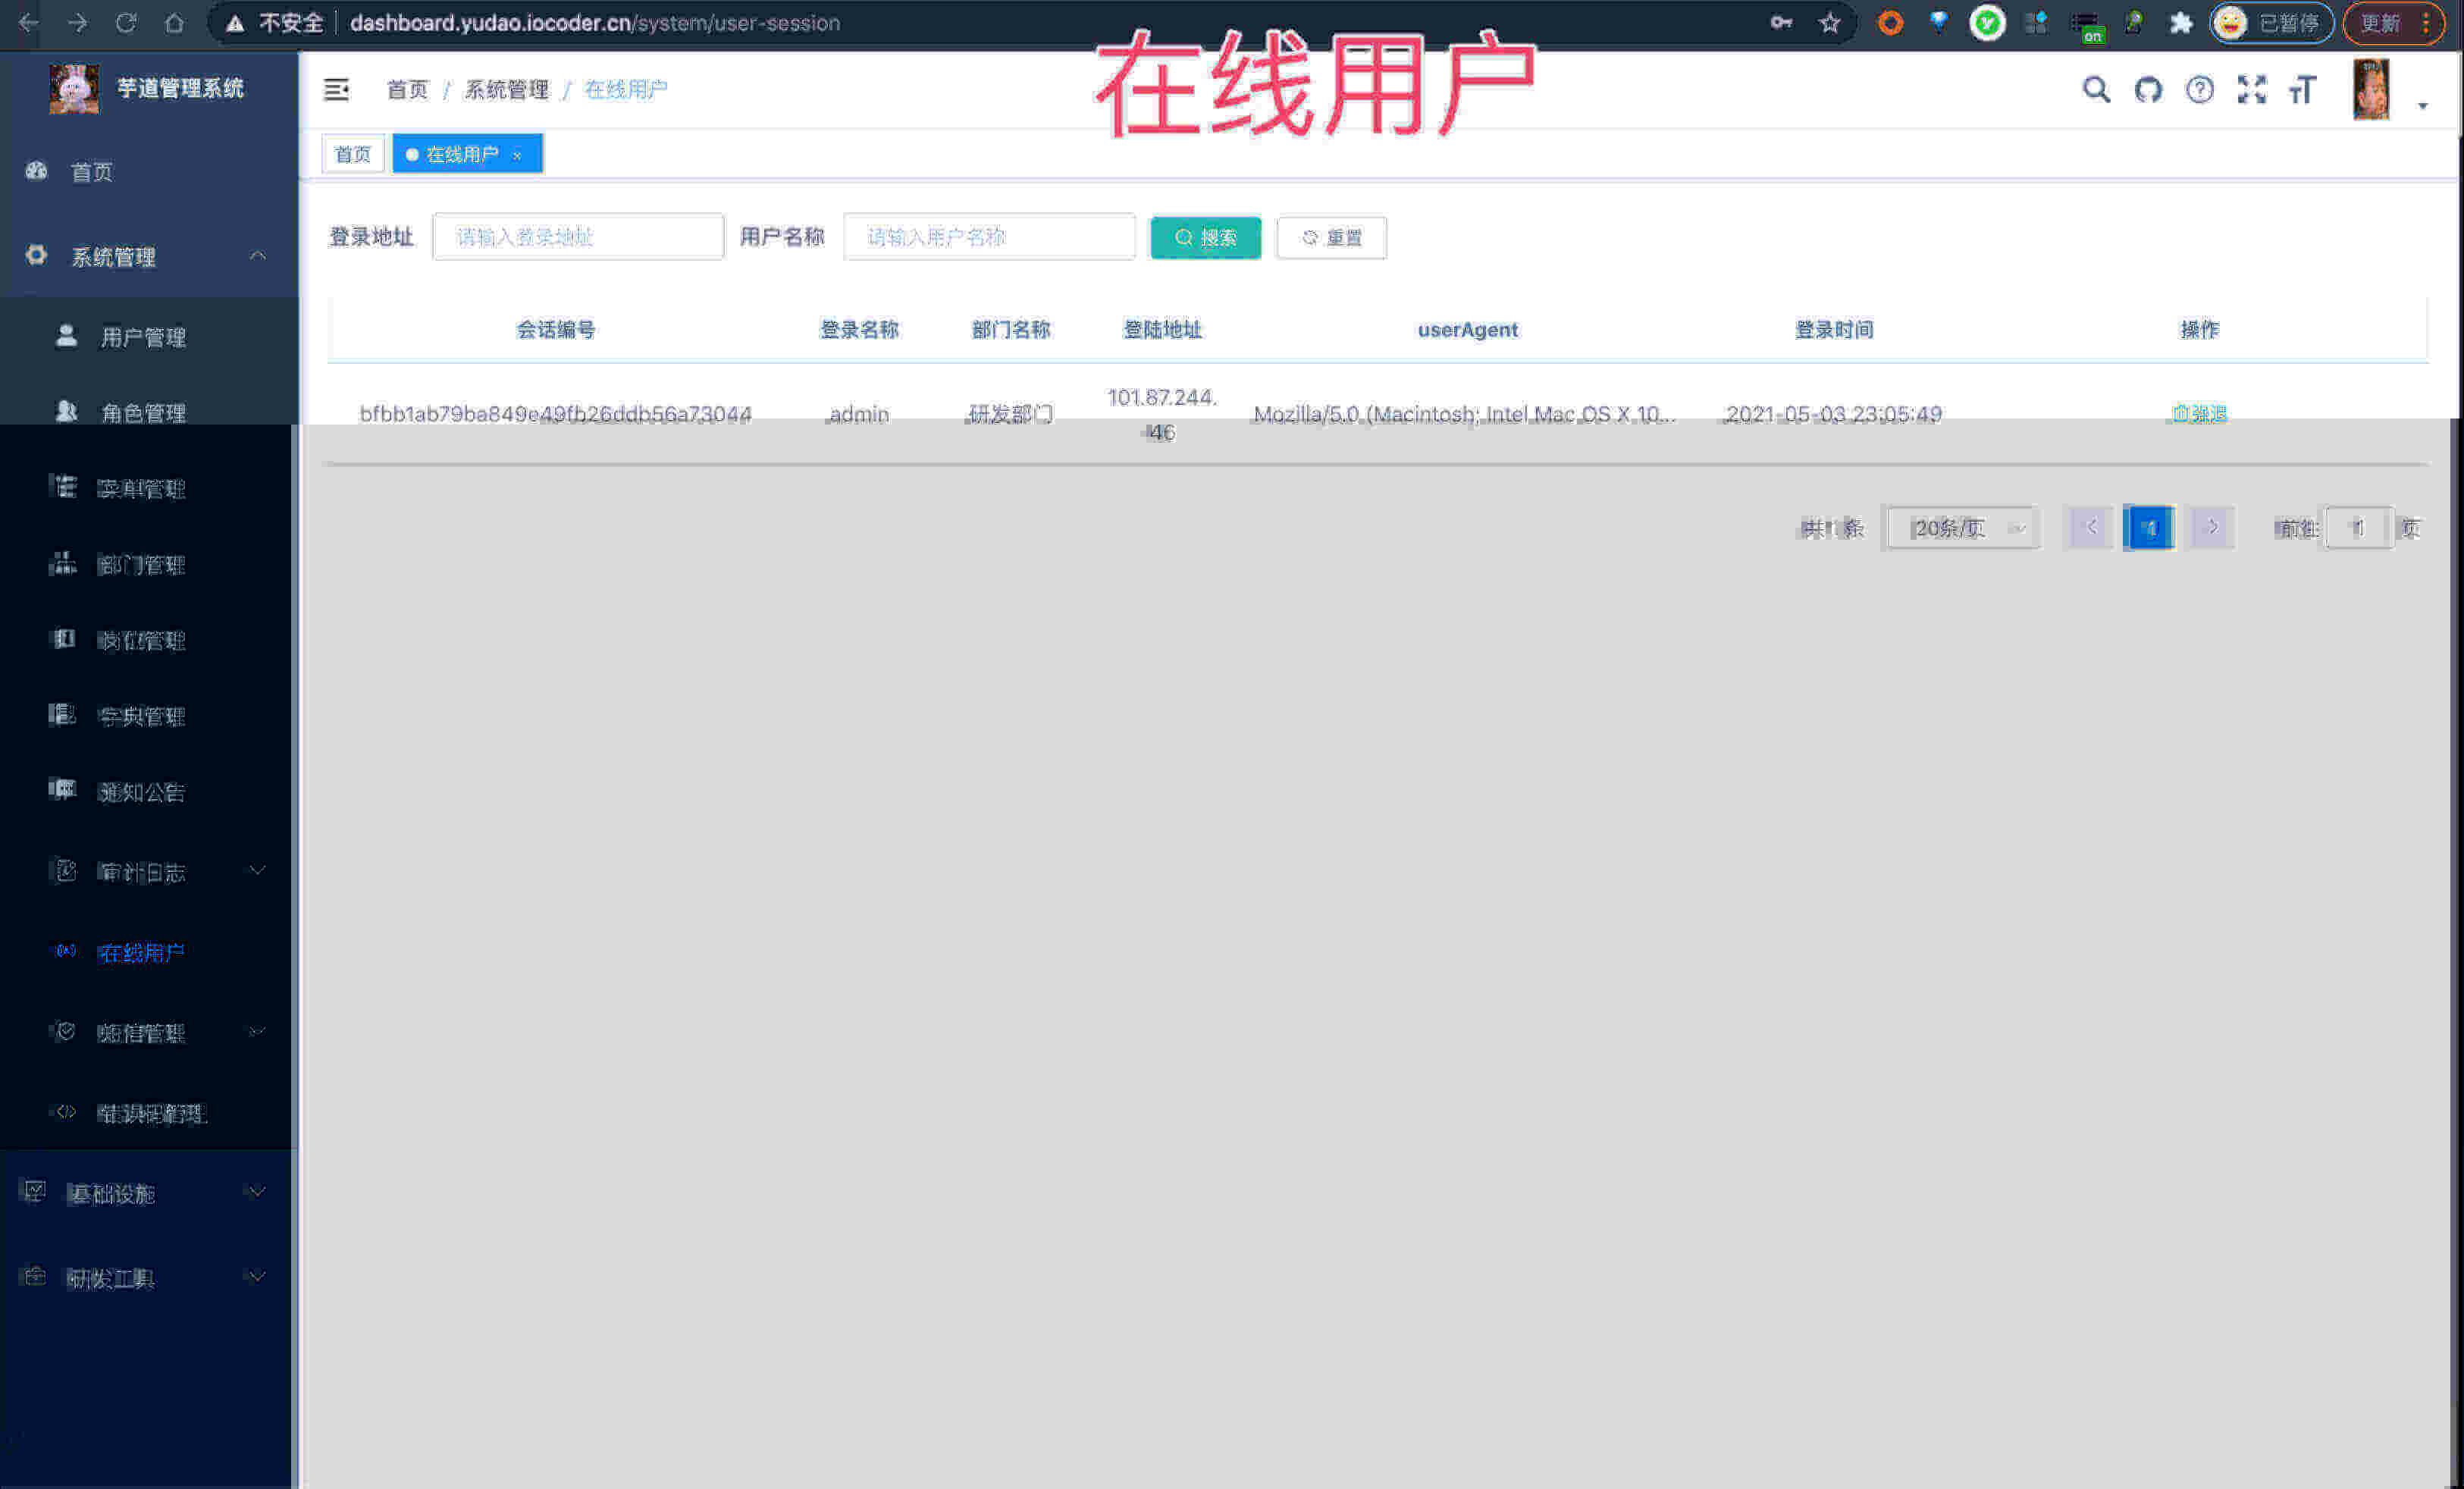 不安全 dashboard.yudao.iocoder.cn/system/user-session
on
已暂停
更新
在线用户
芋道管理系统
首页 / 系统管理 / 在线用户
首页
在线用户 ×
首页
系统管理
用户管理
角色管理
菜单管理
部门管理
岗位管理
字典管理
通知公告
审计日志
在线用户
短信管理
错误码管理
基础设施
研发工具
登录地址 请输入登录地址 用户名称 请输入用户名称 搜索 重置
会话编号 登录名称 部门名称 登陆地址 userAgent 登录时间 操作
bfbb1ab79ba849e49fb26ddb56a73044 admin 研发部门 101.87.244.46 Mozilla/5.0 (Macintosh; Intel Mac OS X 10... 2021-05-03 23:05:49 强退
共1条 20条/页 1 前往 1 页